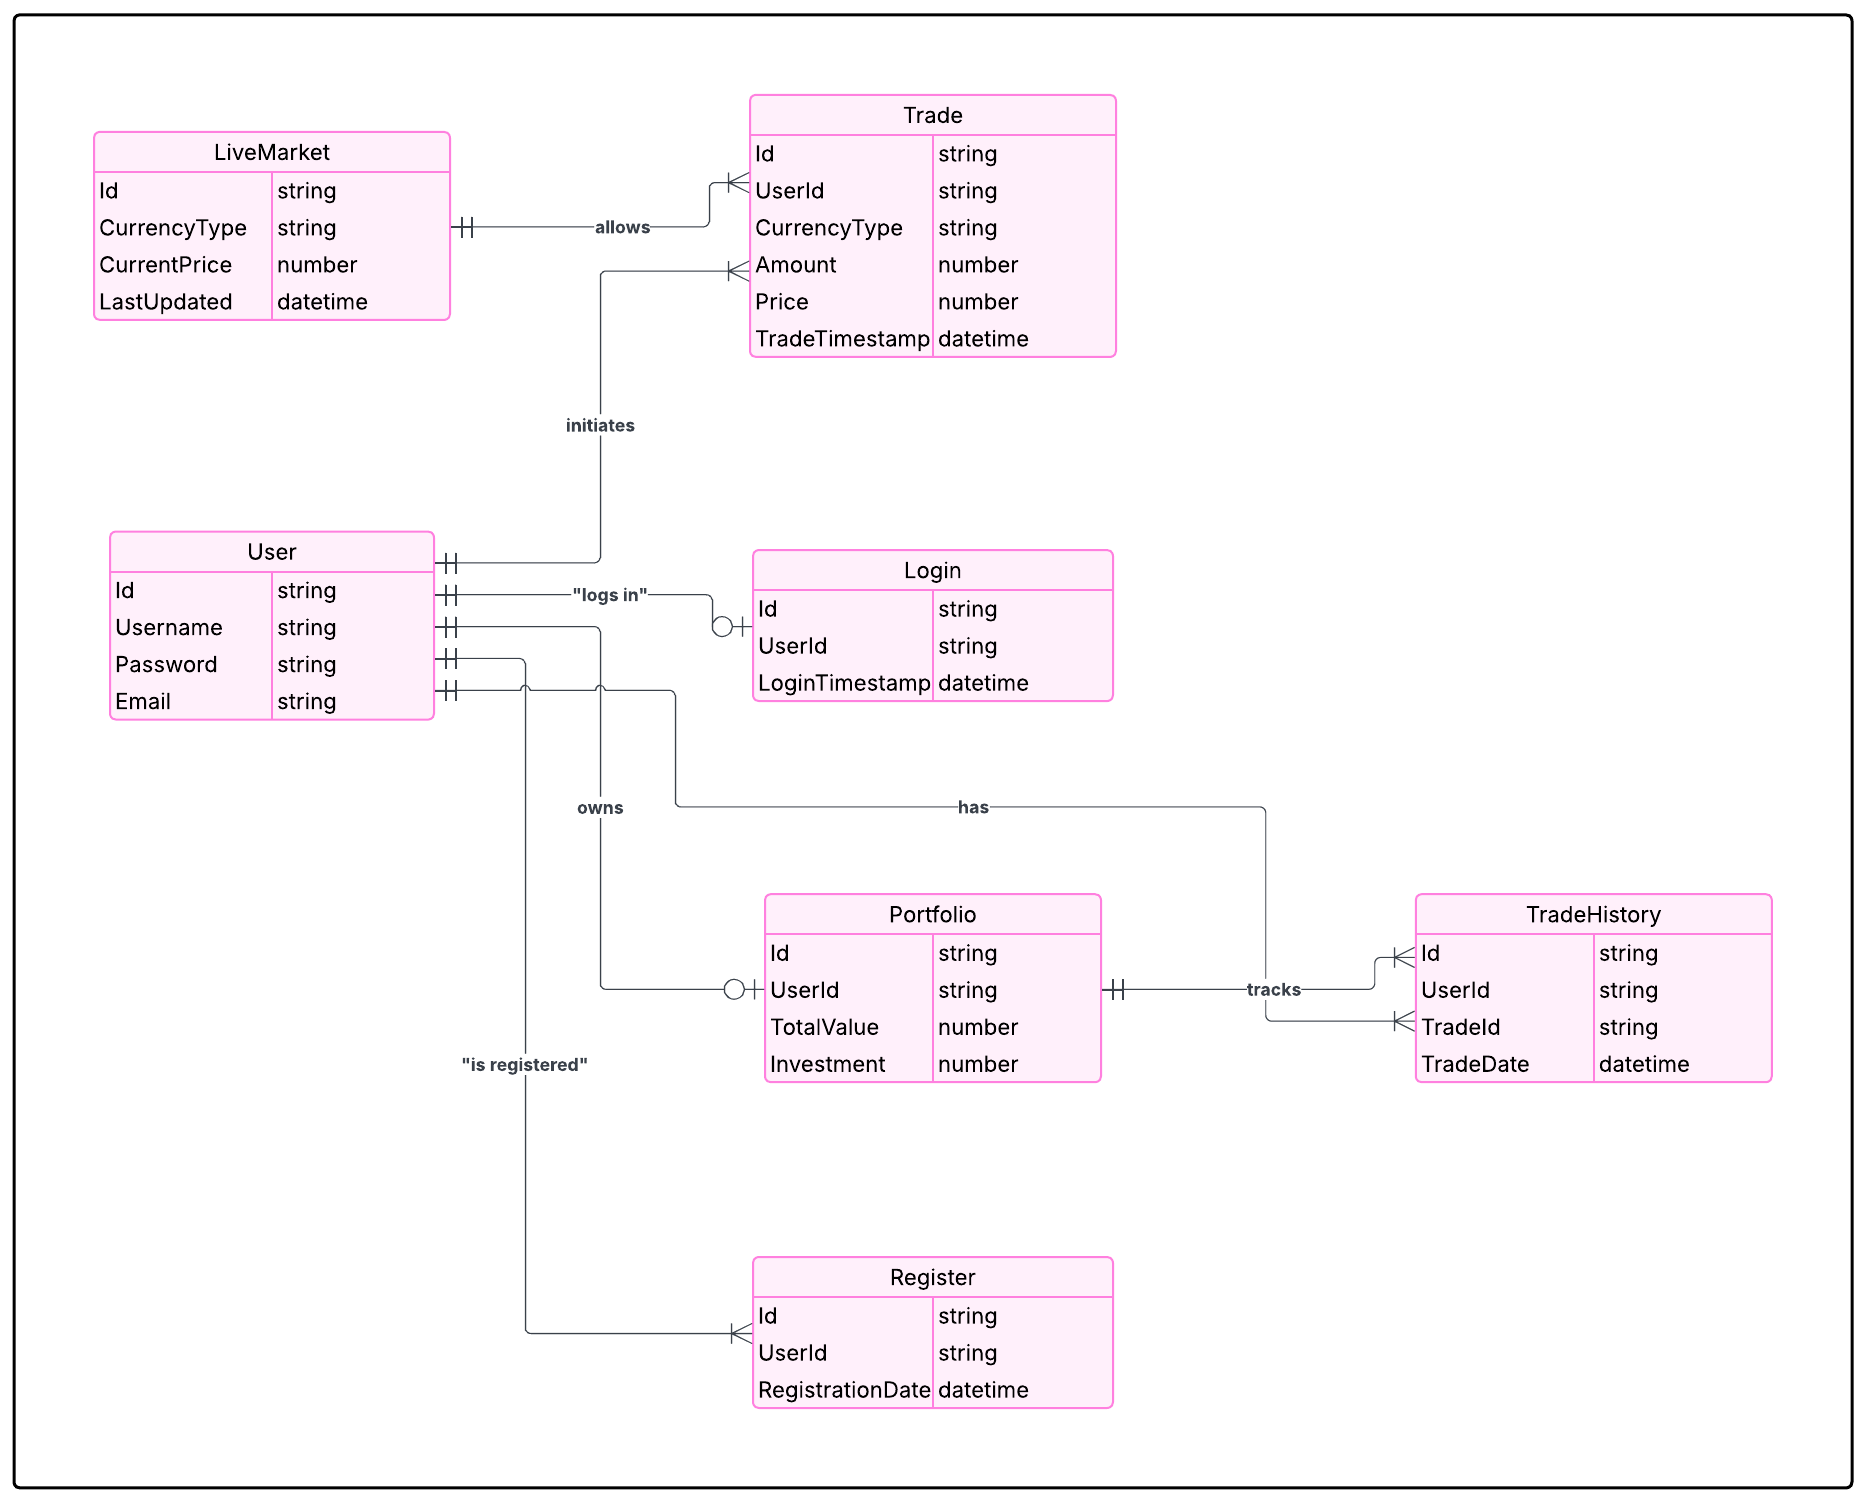 LiveMarket
Id string
CurrencyType string
CurrentPrice number
LastUpdated datetime
allows
Trade
Id string
UserId string
CurrencyType string
Amount number
Price number
TradeTimestamp datetime
initiates
User
Id string
Username string
Password string
Email string
"logs in"
Login
Id string
UserId string
LoginTimestamp datetime
owns
has
Portfolio
Id string
UserId string
TotalValue number
Investment number
tracks
TradeHistory
Id string
UserId string
TradeId string
TradeDate datetime
"is registered"
Register
Id string
UserId string
RegistrationDate datetime